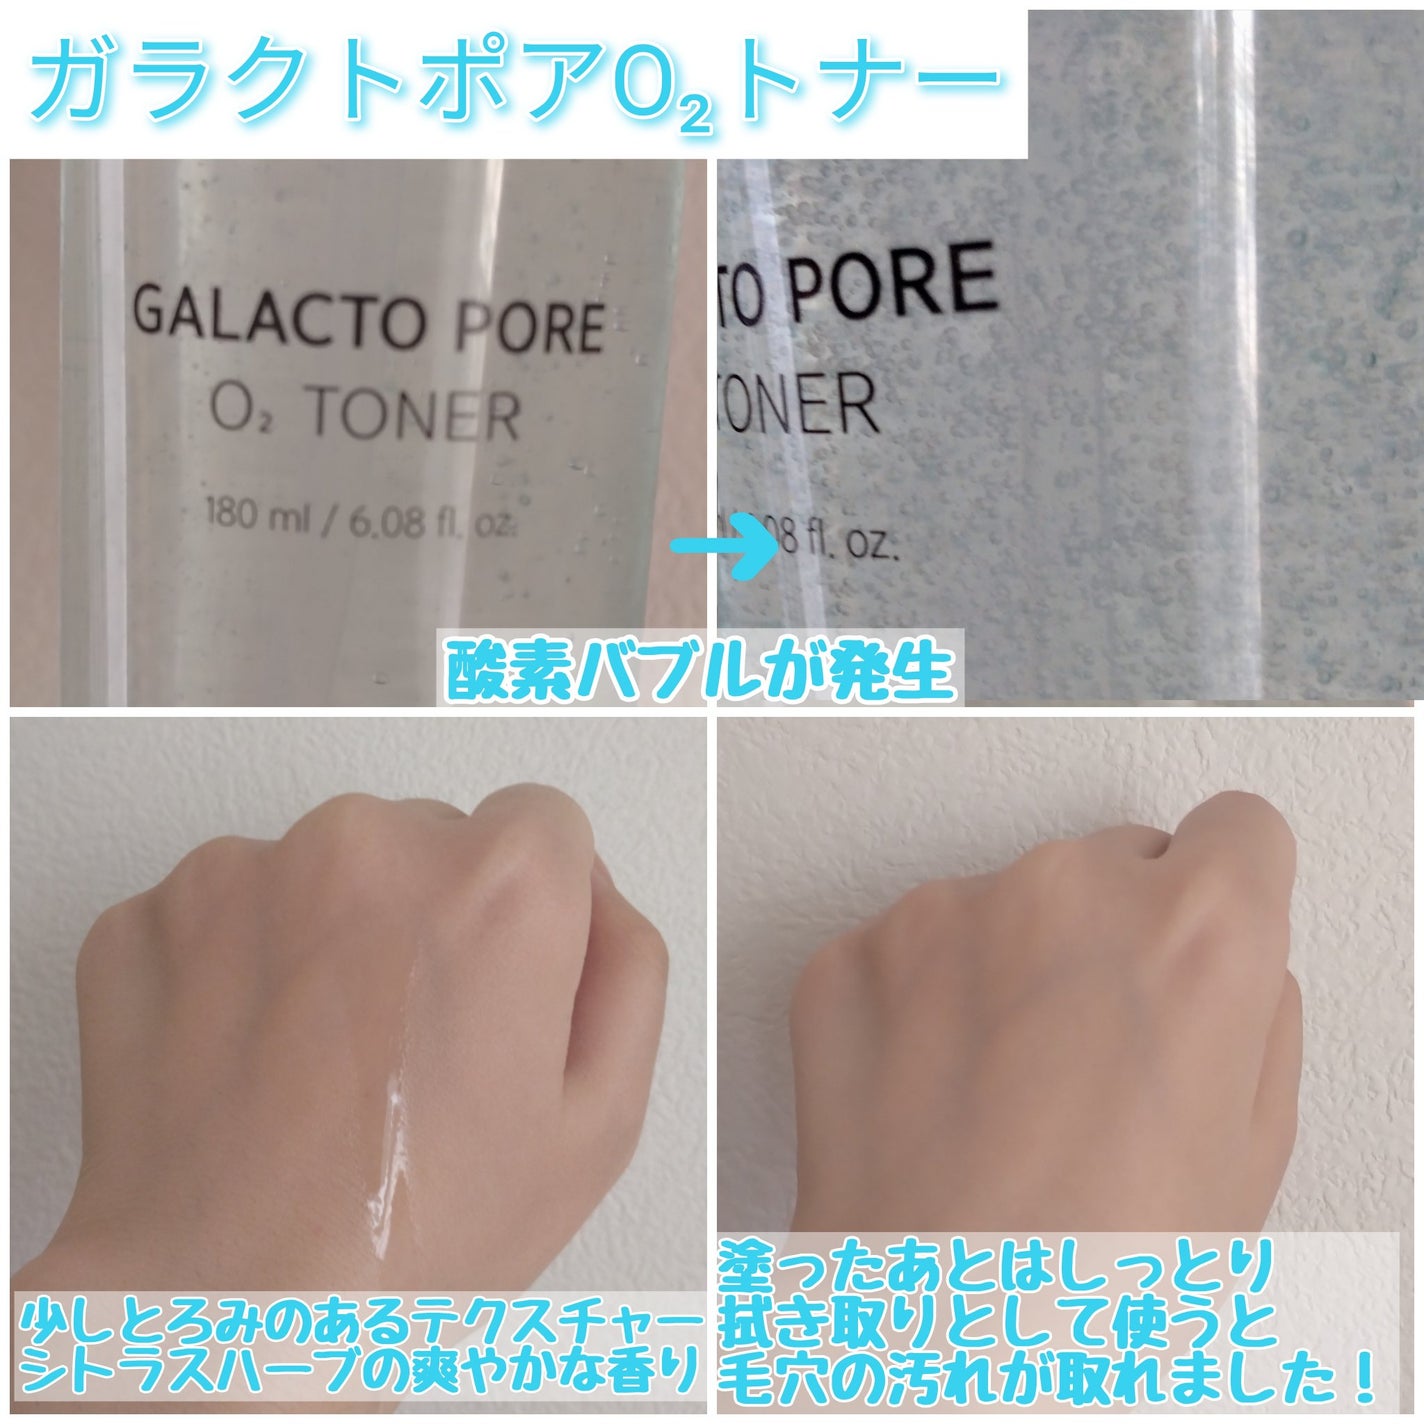 ガラクトポアO₂トナー
GALACTO PORE
O₂ TONER
180 ml / 6.08 fl. oz.
TO PORE
TONER
08 fl. oz.
酸素バブルが発生
少しとろみのあるテクスチャー
シトラスハーブの爽やかな香り
塗ったあとはしっとり
拭き取りとして使うと
毛穴の汚れが取れました！